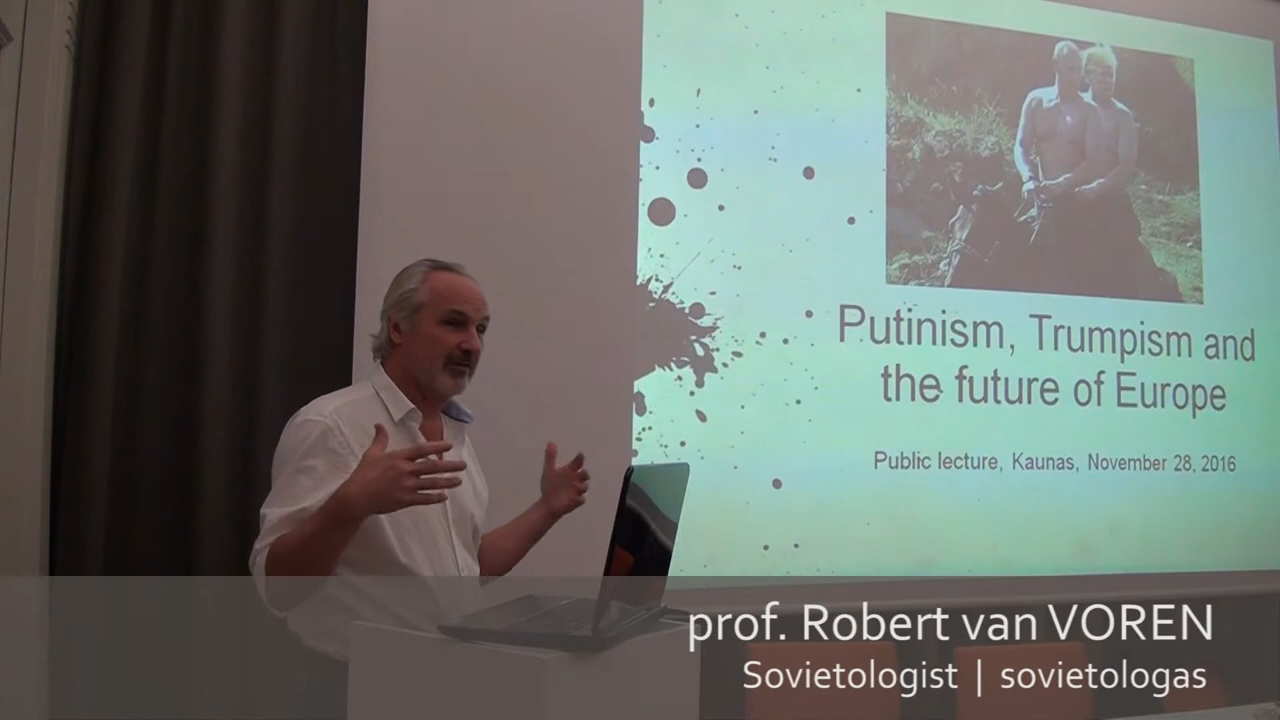 Putinism, Trumpism and
the future of Europe
Public lecture, Kaunas, November 28, 2016
prof. Robert van VOREN
Sovietologist | sovietologas